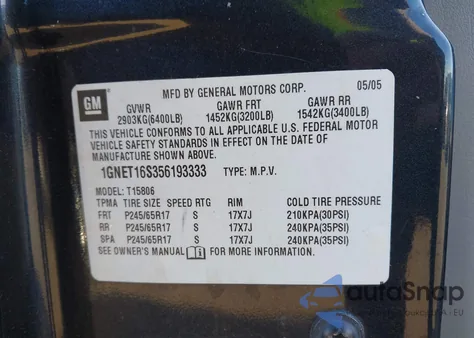 GM
MFD BY GENERAL MOTORS CORP. 05/05
GVWR GAWR FRT GAWR RR
2903KG(6400LB) 1452KG(3200LB) 1542KG(3400LB)
THIS VEHICLE CONFORMS TO ALL APPLICABLE U.S. FEDERAL MOTOR
VEHICLE SAFETY STANDARDS IN EFFECT ON THE DATE OF
MANUFACTURE SHOWN ABOVE.
1GNET16S356193333 TYPE: M.P.V.
MODEL: T15806
TPMA TIRE SIZE SPEED RTG RIM COLD TIRE PRESSURE
FRT P245/65R17 S 17X7J 210KPA(30PSI)
RR P245/65R17 S 17X7J 240KPA(35PSI)
SPA P245/65R17 S 17X7J 240KPA(35PSI)
SEE OWNER'S MANUAL FOR MORE INFORMATION.
autoSnap